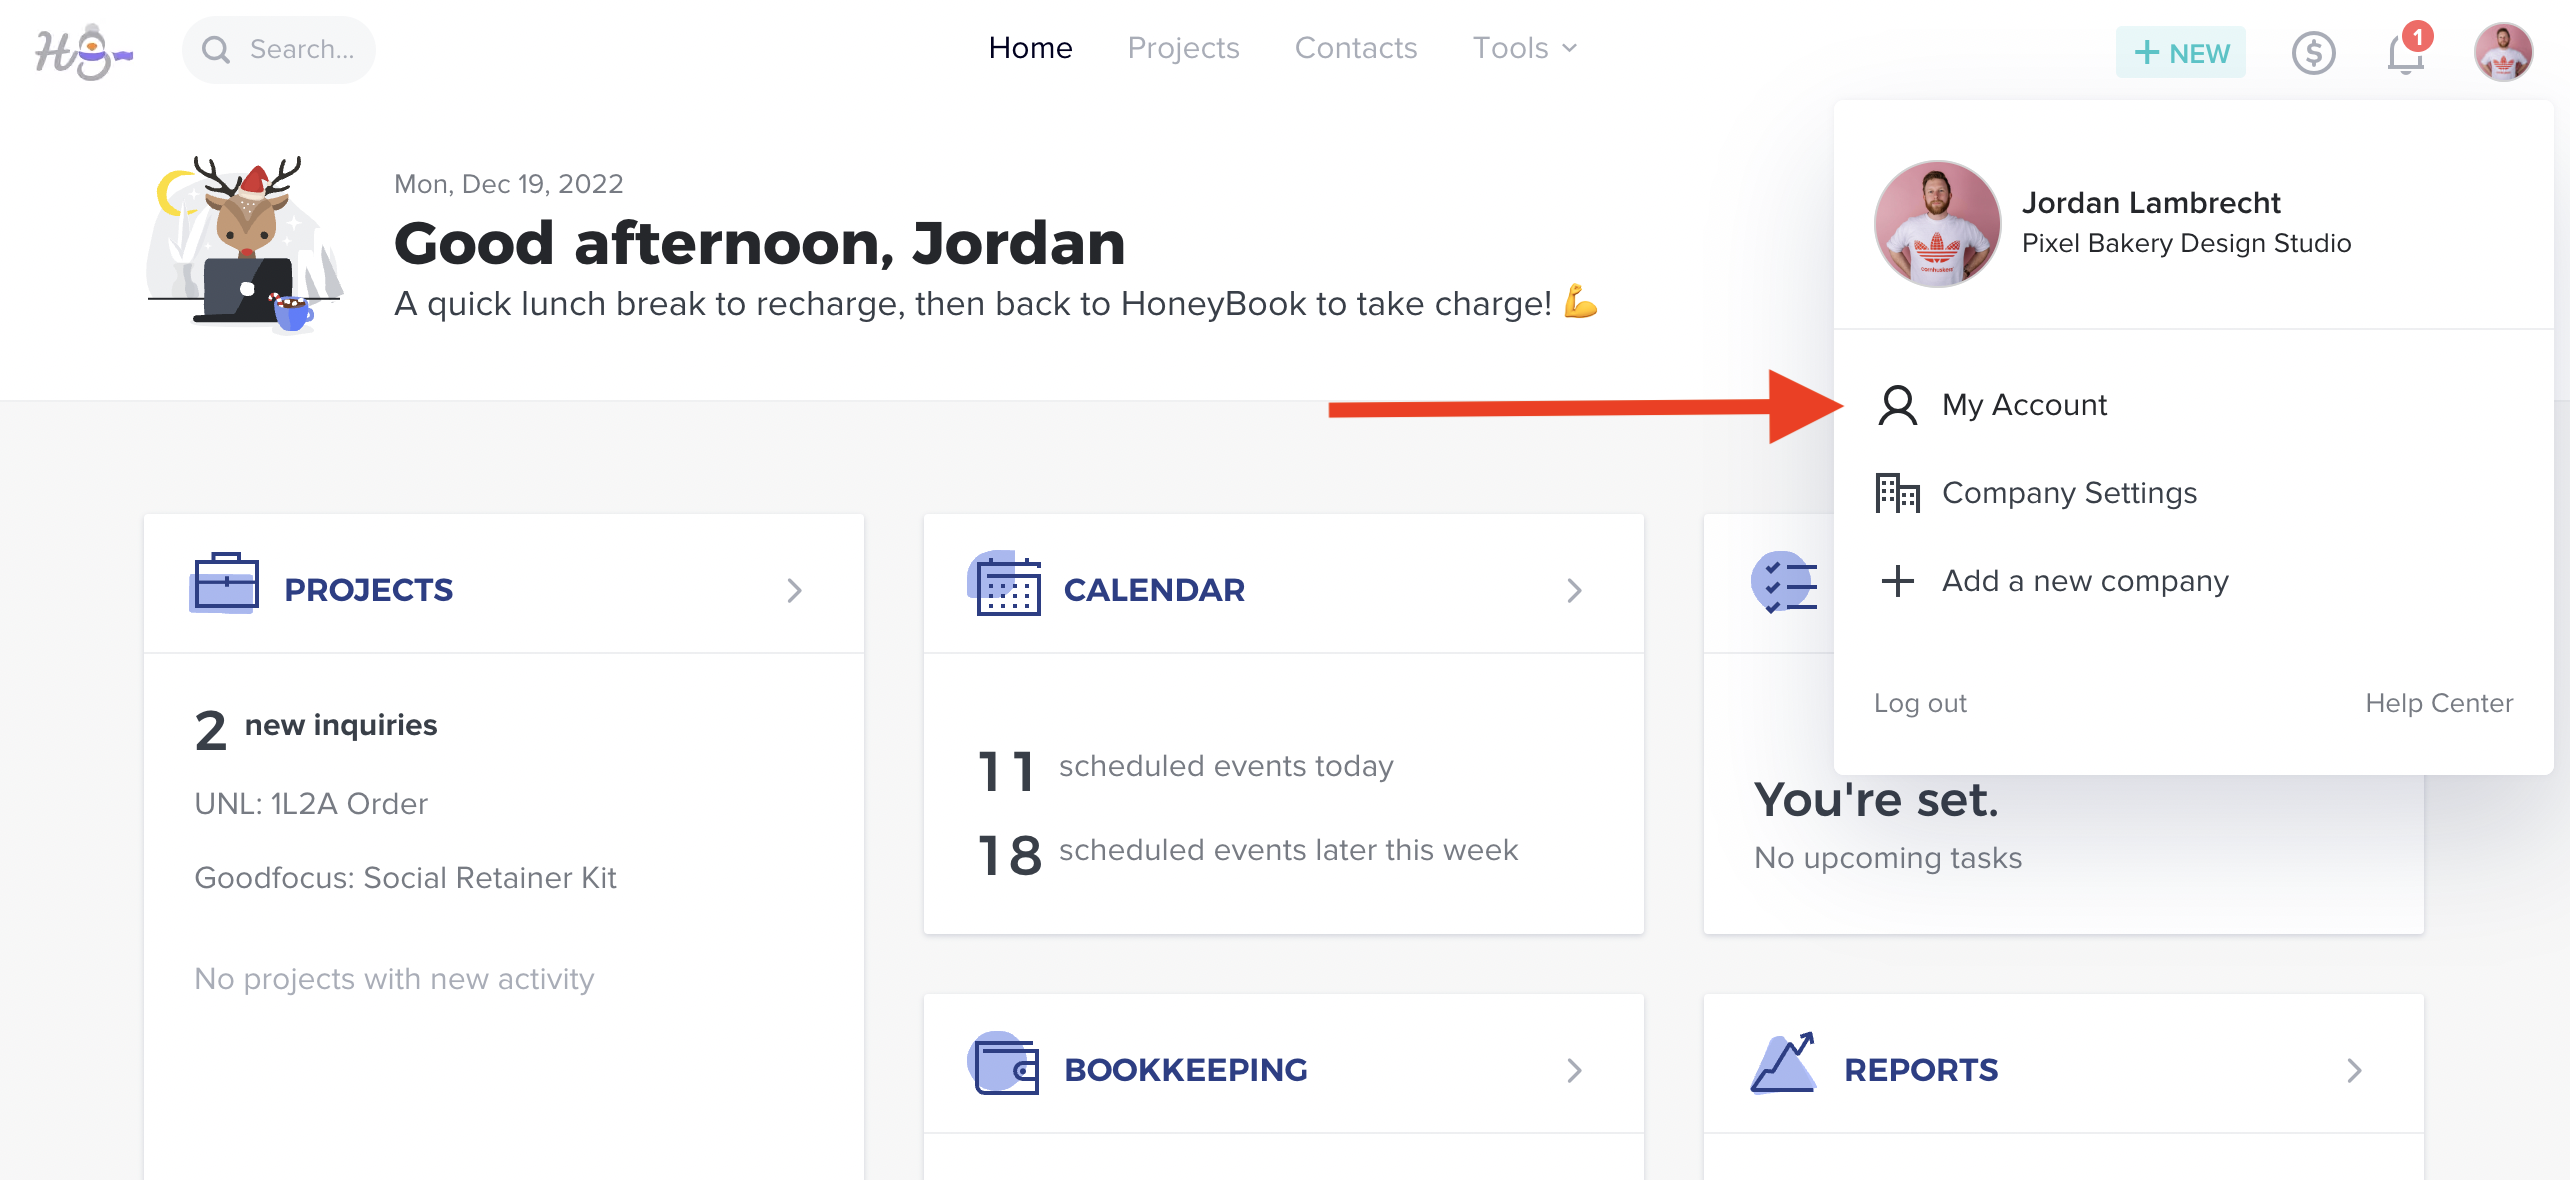 HB
Search...
Home
Projects
Contacts
Tools
+ NEW
$
1
Mon, Dec 19, 2022
Good afternoon, Jordan
A quick lunch break to recharge, then back to HoneyBook to take charge! 💪
Jordan Lambrecht
Pixel Bakery Design Studio
My Account
Company Settings
Add a new company
Log out
Help Center
PROJECTS
2 new inquiries
UNL: 1L2A Order
Goodfocus: Social Retainer Kit
No projects with new activity
CALENDAR
11 scheduled events today
18 scheduled events later this week
You're set.
No upcoming tasks
BOOKKEEPING
REPORTS